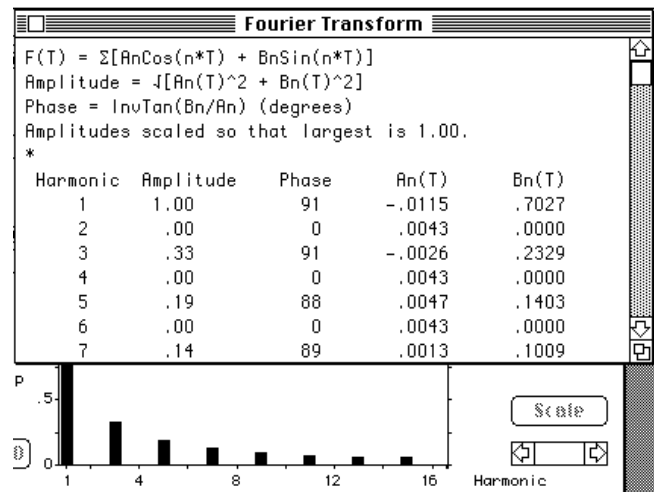 Fourier Transform
F(T) = Σ[AnCos(n*T) + BnSin(n*T)]
Amplitude = √[An(T)^2 + Bn(T)^2]
Phase = InvTan(Bn/An) (degrees)
Amplitudes scaled so that largest is 1.00.
*
Harmonic Amplitude Phase An(T) Bn(T)
1 1.00 91 -.0115 .7027
2 .00 0 .0043 .0000
3 .33 91 -.0026 .2329
4 .00 0 .0043 .0000
5 .19 88 .0047 .1403
6 .00 0 .0043 .0000
7 .14 89 .0013 .1009
P
.5
Scale
0
1 4 8 12 16
Harmonic